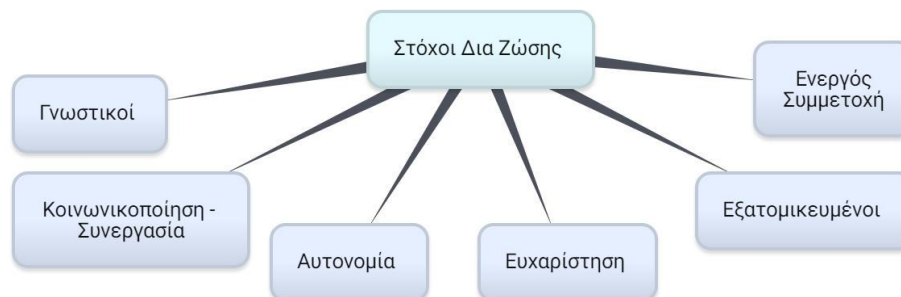 Στόχοι Δια Ζώσης
Γνωστικοί
Κοινωνικοποίηση -
Συνεργασία
Αυτονομία
Ευχαρίστηση
Εξατομικευμένοι
Ενεργός
Συμμετοχή